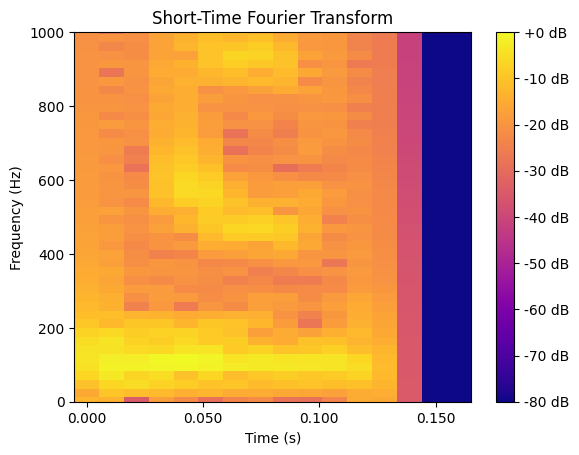 Short-Time Fourier Transform
1000
800
600
400
200
0
Frequency (Hz)
0.000
0.050
0.100
0.150
Time (s)
+0 dB
-10 dB
-20 dB
-30 dB
-40 dB
-50 dB
-60 dB
-70 dB
-80 dB